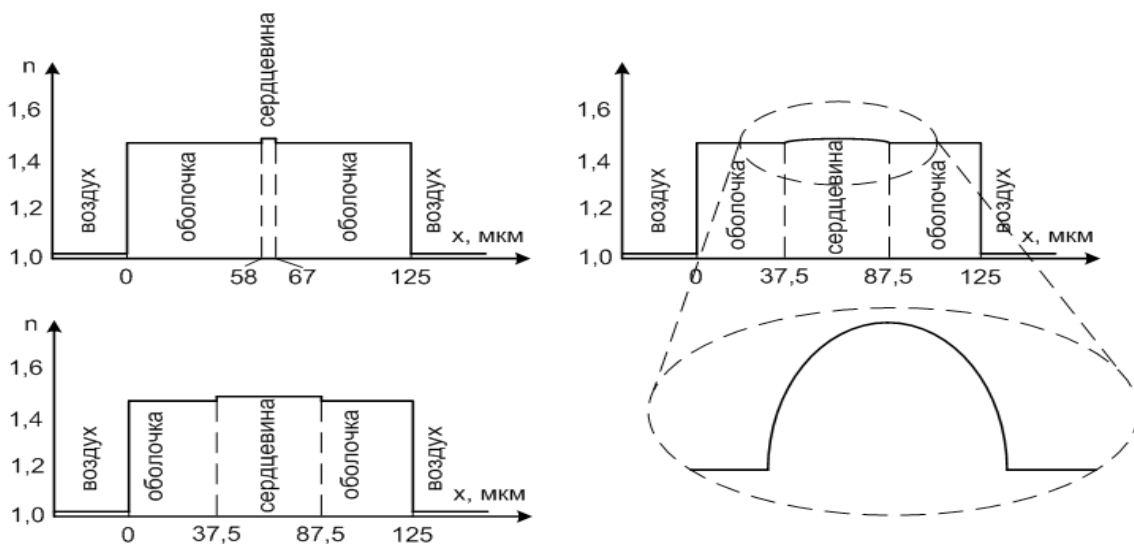 n
1,6
1,4
1,2
1,0
воздух
оболочка
сердцевина
оболочка
воздух
x, мкм
0
58
67
125
1,6
1,4
1,2
1,0
воздух
оболочка
сердцевина
оболочка
воздух
x, мкм
0
37,5
87,5
125
n
1,6
1,4
1,2
1,0
воздух
оболочка
сердцевина
оболочка
воздух
x, мкм
0
37,5
87,5
125